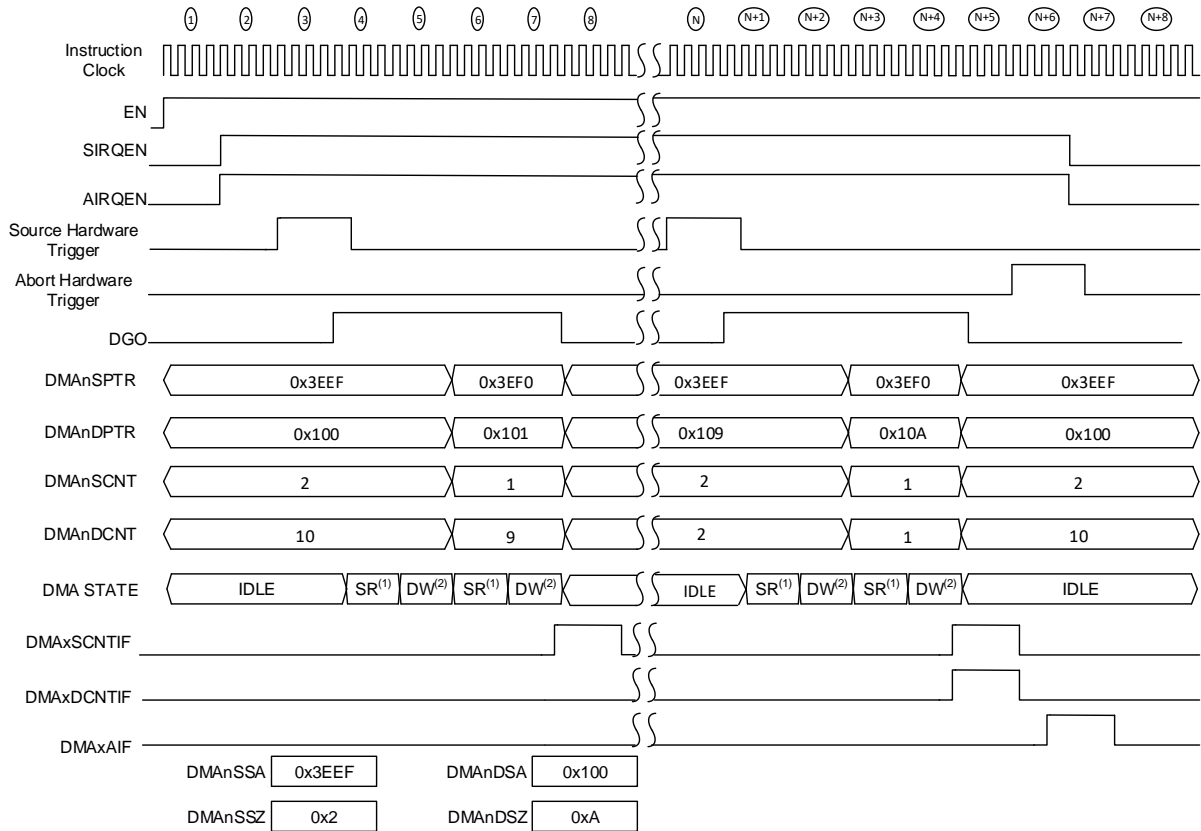 1 2 3 4 5 6 7 8 N N+1 N+2 N+3 N+4 N+5 N+6 N+7 N+8
Instruction
Clock
EN
SIRQEN
AIRQEN
Source Hardware
Trigger
Abort Hardware
Trigger
DGO
DMAnSPTR 0x3EEF 0x3EF0 0x3EEF 0x3EF0 0x3EEF
DMAnDPTR 0x100 0x101 0x109 0x10A 0x100
DMAnSCNT 2 1 2 1 2
DMAnDCNT 10 9 2 1 10
DMA STATE IDLE SR(1) DW(2) SR(1) DW(2) IDLE SR(1) DW(2) SR(1) DW(2) IDLE
DMAxSCNTIF
DMAxDCNTIF
DMAxAIF
DMAnSSA 0x3EEF DMAnDSA 0x100
DMAnSSZ 0x2 DMAnDSZ 0xA